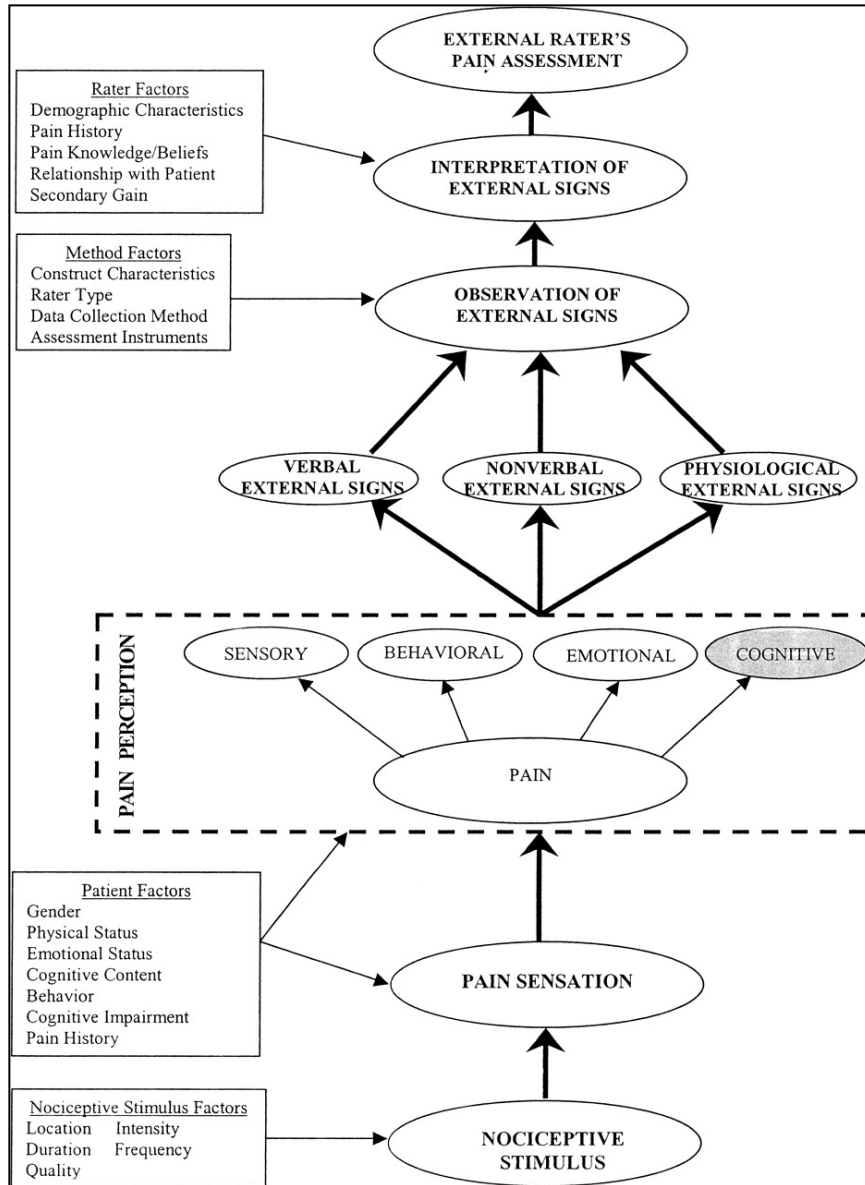 EXTERNAL RATER'S
PAIN ASSESSMENT
Rater Factors
Demographic Characteristics
Pain History
Pain Knowledge/Beliefs
Relationship with Patient
Secondary Gain
INTERPRETATION OF
EXTERNAL SIGNS
Method Factors
Construct Characteristics
Rater Type
Data Collection Method
Assessment Instruments
OBSERVATION OF
EXTERNAL SIGNS
VERBAL
EXTERNAL SIGNS
NONVERBAL
EXTERNAL SIGNS
PHYSIOLOGICAL
EXTERNAL SIGNS
PAIN PERCEPTION
SENSORY
BEHAVIORAL
EMOTIONAL
COGNITIVE
PAIN
Patient Factors
Gender
Physical Status
Emotional Status
Cognitive Content
Behavior
Cognitive Impairment
Pain History
PAIN SENSATION
Nociceptive Stimulus Factors
Location Intensity
Duration Frequency
Quality
NOCICEPTIVE
STIMULUS